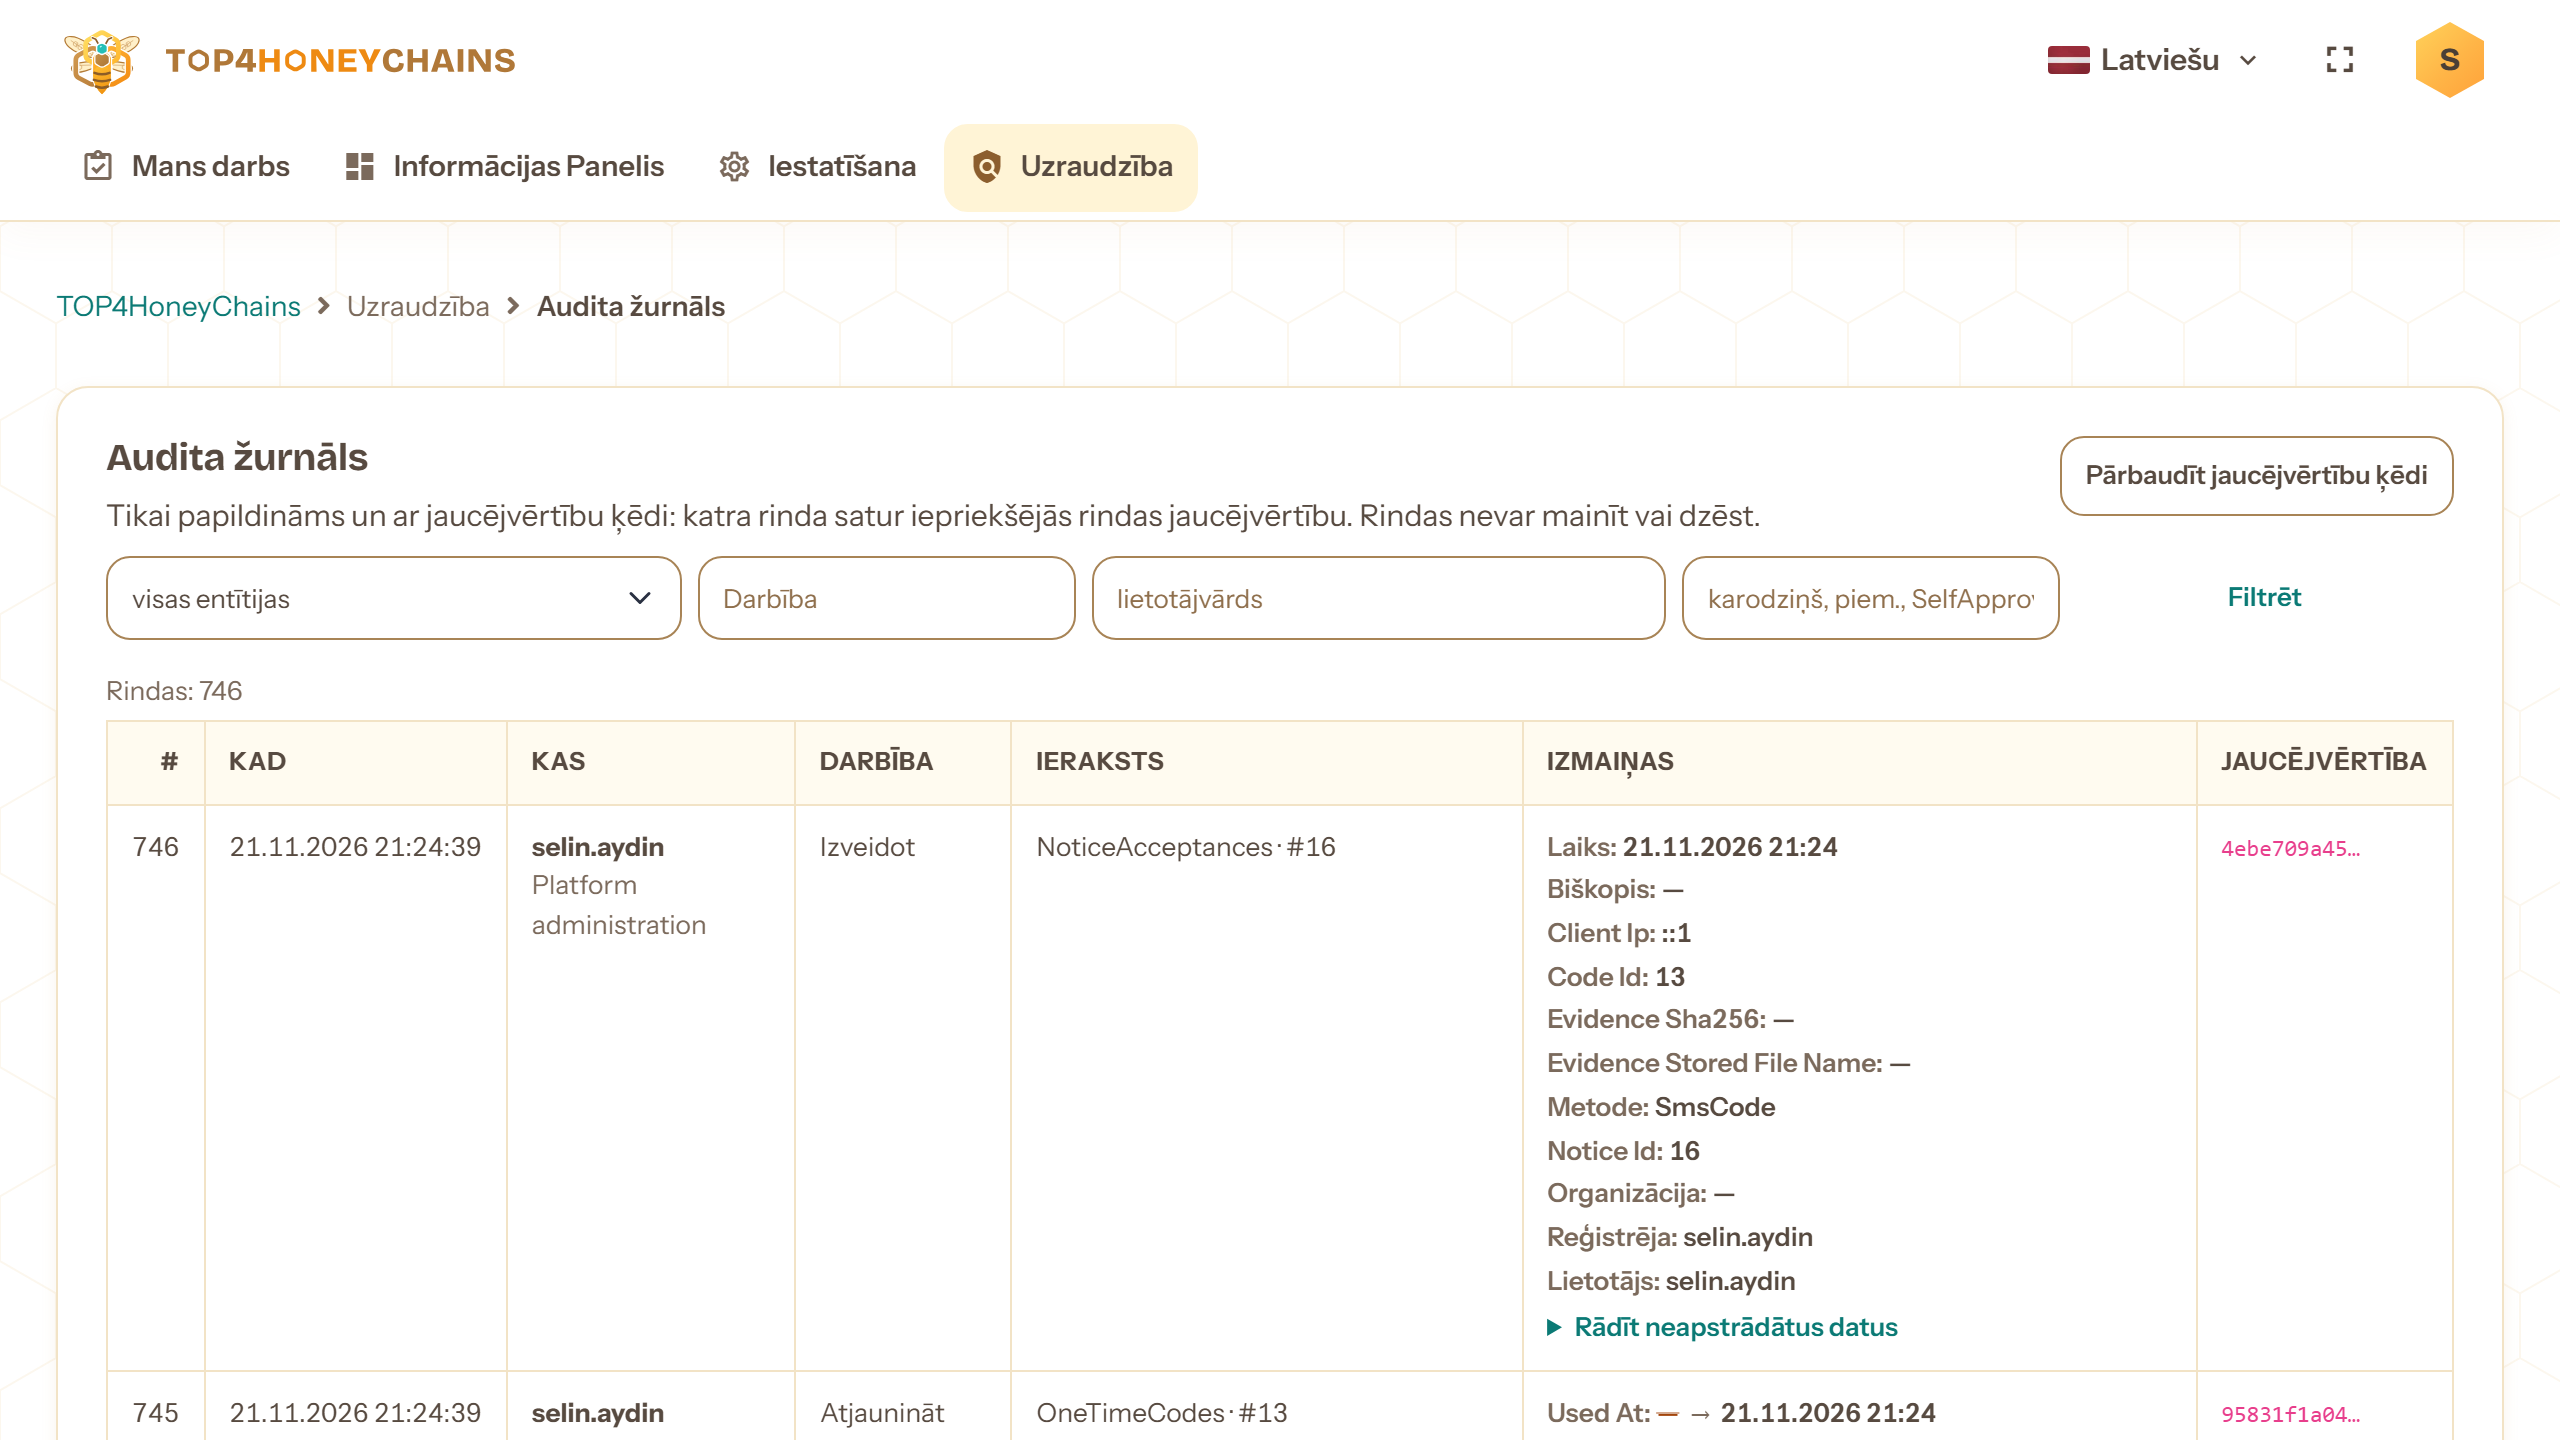 TOP4HONEYCHAINS
Latviešu
S
Mans darbs
Informācijas Panelis
Iestatīšana
Uzraudzība
TOP4HoneyChains > Uzraudzība > Audita žurnāls
Audita žurnāls
Pārbaudīt jaucējvērtību ķēdi
Tikai papildināms un ar jaucējvērtību ķēdi: katra rinda satur iepriekšējās rindas jaucējvērtību. Rindas nevar mainīt vai dzēst.
visas entītijas
Darbība
lietotājvārds
karodziņš, piem., SelfApprov
Filtrēt
Rindas: 746
# KAD KAS DARBĪBA IERAKSTS IZMAIŅAS JAUCĒJVĒRTĪBA
746 21.11.2026 21:24:39 selin.aydin Izveidot NoticeAcceptances · #16 Laiks: 21.11.2026 21:24 4ebe709a45…
Platform
administration
Biškopis: —
Client Ip: ::1
Code Id: 13
Evidence Sha256: —
Evidence Stored File Name: —
Metode: SmsCode
Notice Id: 16
Organizācija: —
Reģistrēja: selin.aydin
Lietotājs: selin.aydin
▶ Rādīt neapstrādātus datus
745 21.11.2026 21:24:39 selin.aydin Atjaunināt OneTimeCodes · #13 Used At: — → 21.11.2026 21:24 95831f1a04…